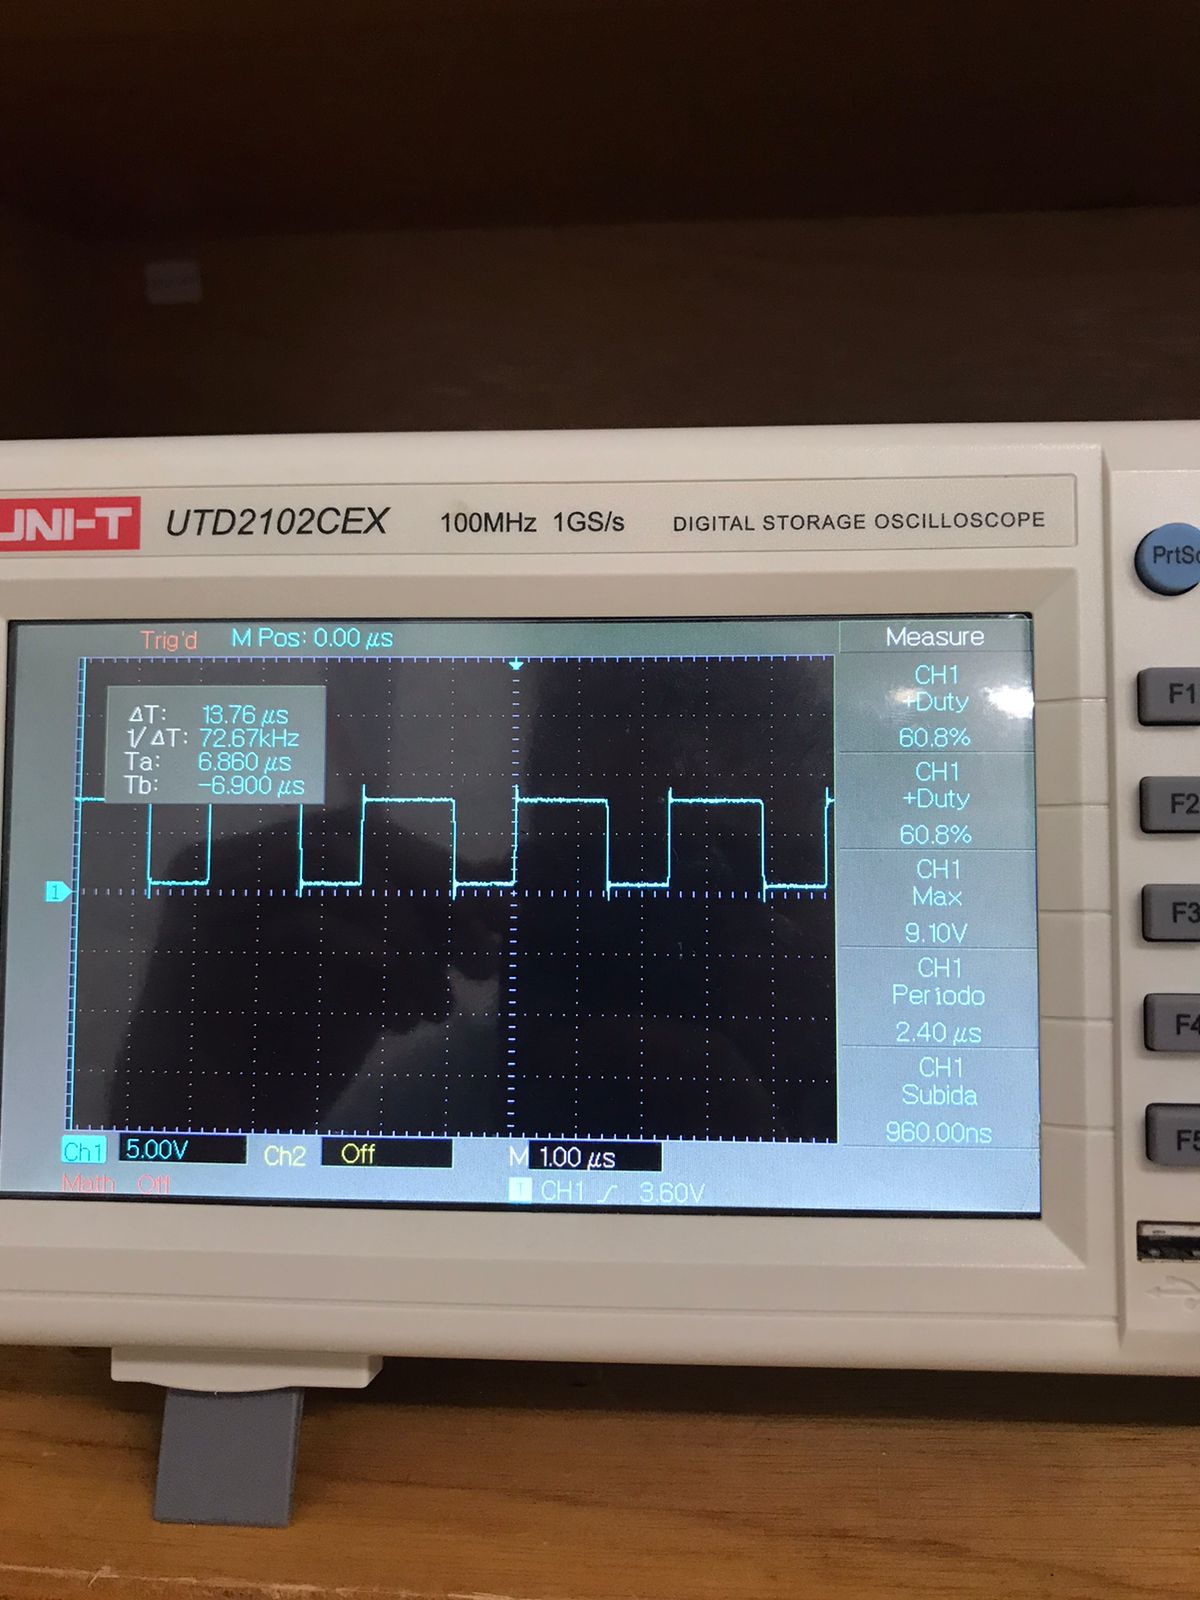 UNI-T UTD2102CEX 100MHz 1GS/s DIGITAL STORAGE OSCILLOSCOPE
PrtSc
Trig'd M Pos: 0.00 μs
Measure
ΔT: 13.76 μs
1/ΔT: 72.67kHz
Ta: 6.860 μs
Tb: -6.900 μs
CH1
+Duty
60.8%
CH1
+Duty
60.8%
CH1
Max
9.10V
CH1
Período
2.40 μs
CH1
Subida
960.00ns
F1
F2
F3
F4
F5
1
Ch1 5.00V Ch2 Off M 1.00 μs
Math Off CH1 3.60V